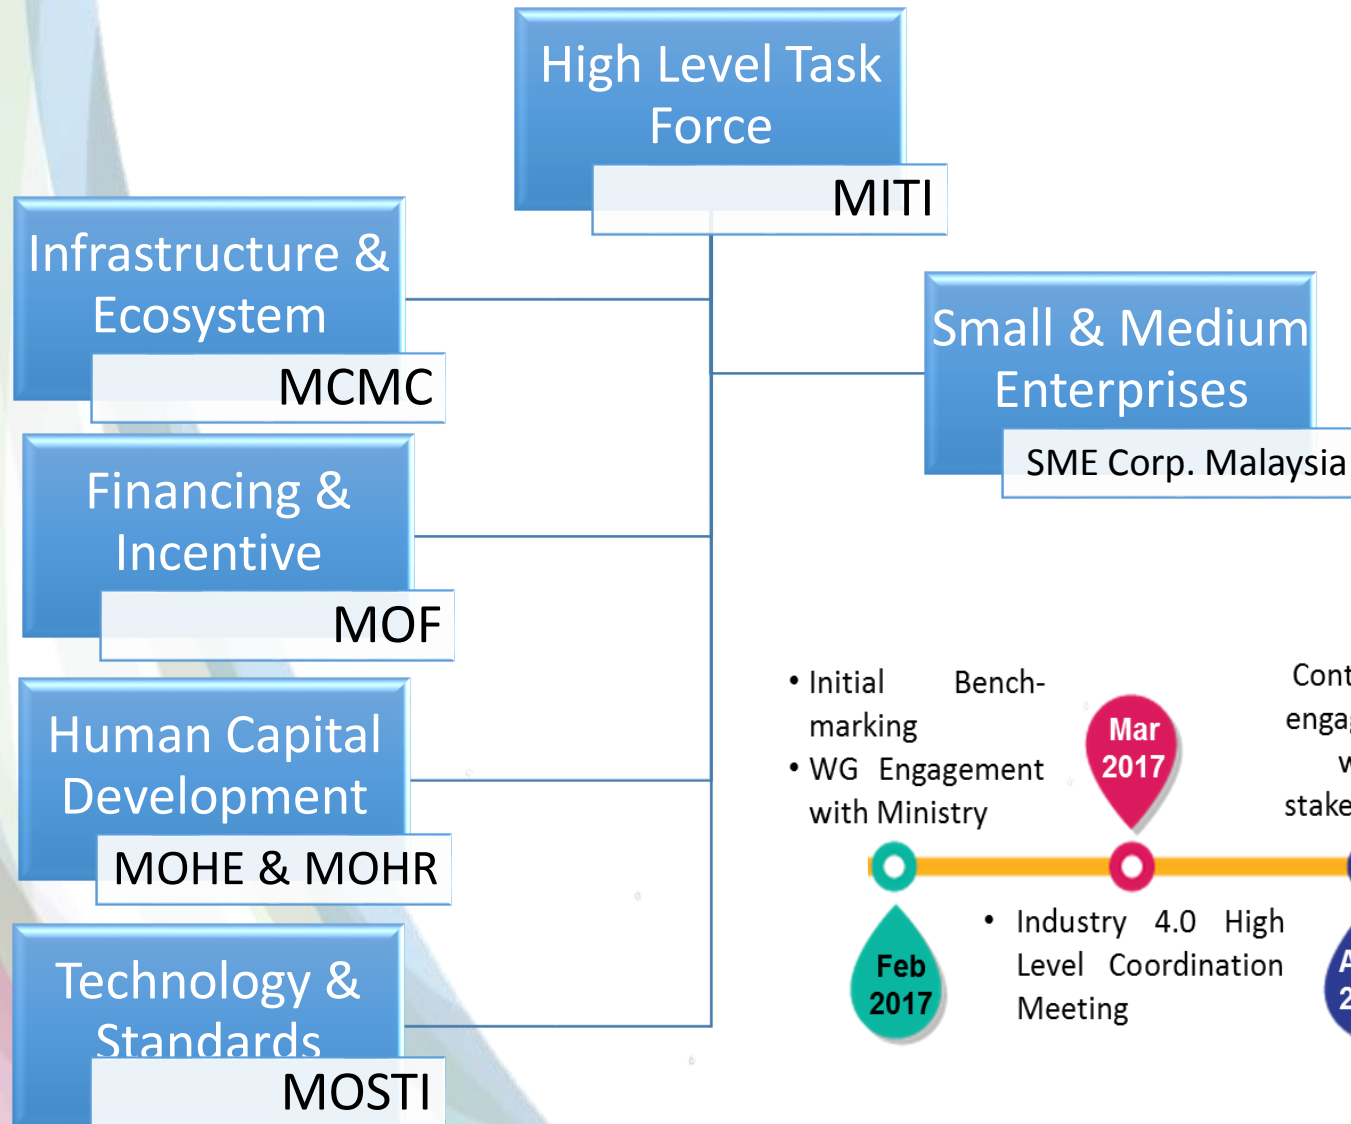 High Level Task
Force
MITI
Infrastructure &
Ecosystem
MCMC
Small & Medium
Enterprises
SME Corp. Malaysia
Financing &
Incentive
MOF
Human Capital
Development
MOHE & MOHR
Technology &
Standards
MOSTI
• Initial Bench-
marking
• WG Engagement
with Ministry
Mar
2017
Feb
2017
• Industry 4.0 High
Level Coordination
Meeting